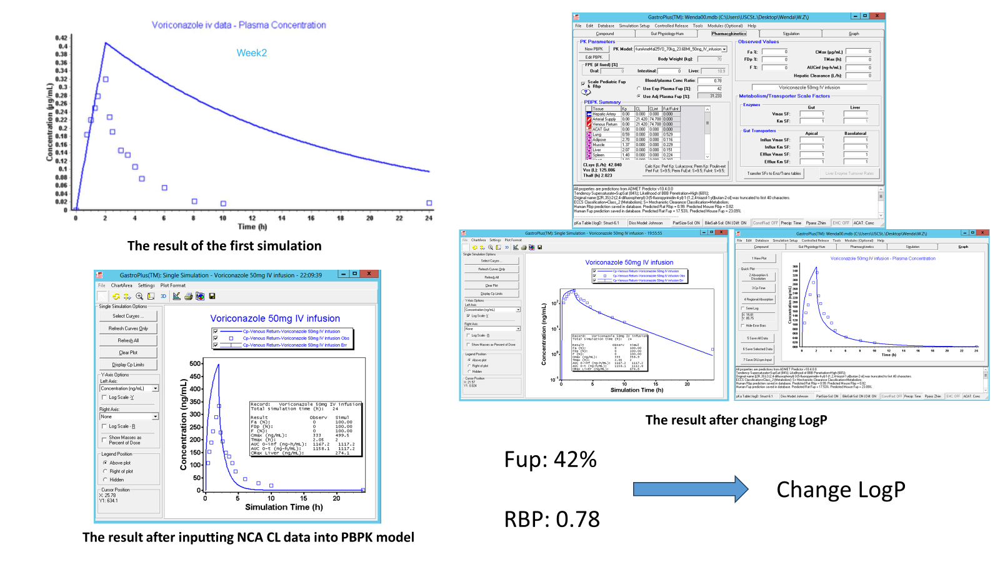 Voriconazole iv data - Plasma Concentration
Week2
Concentration (µg/mL)
0.42
0.4
0.38
0.36
0.34
0.32
0.3
0.28
0.26
0.24
0.22
0.2
0.18
0.16
0.14
0.12
0.1
0.08
0.06
0.04
0.02
0
0 2 4 6 8 10 12 14 16 18 20 22 24
Time (h)
The result of the first simulation
GastroPlus(TM): Single Simulation - Voriconazole 50mg IV infusion - 22:09:39
File ChartArea Settings Plot Format
3D
Single Simulation Options
Select Curves ...
Refresh Curves Only
Refresh All
Clear Plot
Display Cp Limits
Y-Axis Options
Left Axis:
Concentration (ng/mL)
Log Scale -Y
Right Axis:
None
Log Scale - R
Show Masses as
Percent of Dose
Legend Position
Above plot
Right of plot
Hidden
Cursor Position
X: 25.78
Y1: 634.1
Voriconazole 50mg IV infusion
Cp-Venous Return-Voriconazole 50mg IV infusion
Cp-Venous Return-Voriconazole 50mg IV infusion Obs
Cp-Venous Return-Voriconazole 50mg IV infusion Err
Concentration (ng/mL)
500
450
400
350
300
250
200
150
100
50
0
0 5 10 15 20
Simulation Time (h)
Record: Voriconazole 50mg IV infusion
Total simulation time (h): 24
Result Observ Simul
Fa (%): 0 100.00
FDp (%): 0 100.00
F (%): 0 100.00
Cmax (ng/mL): 333 499.5
Tmax (h): 2.05 2
AUC 0-inf (ng-h/mL): 1167.2 1117.2
AUC 0-t (ng-h/mL): 1158.1 1117.2
CMax Liver (ng/mL): 274.1
The result after inputting NCA CL data into PBPK model
GastroPlus(TM): Wenda00.mdb (C:\Users\USCSt..\Desktop\Wenda\W.Z\)
File Edit Database Simulation Setup Controlled Release Tools Modules (Optional) Help
Compound Gut Physiology-Hum Pharmacokinetics Simulation Graph
PK Parameters
New PBPK PK Model: HumAmeMal25YO_70kg_23.6BMI_50mg_IV_infusion
Edit PBPK Body Weight (kg): 70
FPE (if fixed) [%]
Oral: 0 Intestinal: 0 Liver: 10.9
Scale Pediatric Fup
& Rbp
Blood/plasma Conc Ratio: 0.78
Use Exp Plasma Fup [%]: 42
Use Adj Plasma Fup [%]: 31.233
PBPK Summary
Tissue Kp CL CLint Fut/FuInt
Hepatic Artery 0.00 0.000 0.000 0.000
Arterial Supply 0.00 21.420 74.708 0.000
Venous Return 0.00 21.420 74.708 0.000
ACAT Gut 0.00 0.000 0.000 0.000
Lung 0.59 0.000 0.000 0.529
Adipose 2.70 0.000 0.000 0.116
Muscle 1.37 0.000 0.000 0.229
Liver 2.07 0.000 0.000 0.151
Spleen 1.40 0.000 0.000 0.224
CLsys (L/h): 42.840
Vss (L): 125.086
Thalf (h) 2.023
Calc Kps: Perf Kp: Lukacova; Perm Kp: Poulin-ext
Perf Fut: S+9.5; Perm FuExt: S+9.5; FuInt: S+9.5;
Observed Values
Fa %: 0 CMax (µg/mL) 0
FDp %: 0 TMax (h): 0
F %: 0 AUCinf (ng-h/mL): 0
Hepatic Clearance (L/h): 0
Voriconazole 50mg IV infusion
Metabolism/Transporter Scale Factors
Enzymes
Gut Liver
Vmax SF: 1 1
Km SF: 1 1
Gut Transporters
Apical Basolateral
Influx Vmax SF: 1 1
Influx Km SF: 1 1
Efflux Vmax SF: 1 1
Efflux Km SF: 1 1
Transfer SFs to Enz/Trans tables Liver Enzyme Turnover Rates
All properties are predictions from ADMET Predictor v10.4.0.0
Tendency Supersaturate=SupSat (84%); Likelihood of BBB Penetration=High (68%);
Original name [(2R,3S)-2-(2,4-difluorophenyl)-3-(5-fluoropyrimidin-4-yl)-1-(1,2,4-triazol-1-yl)butan-2-ol] was truncated to first 40 characters.
ECCS Classification=Class_2 (Metabolism); S+ Mechanistic Clearance Classification=Metabolism;
Human Rbp prediction saved in database. Predicted Rat Rbp = 0.99. Predicted Mouse Rbp = 0.82.
Human Fup prediction saved in database. Predicted Rat Fup = 17.53%. Predicted Mouse Fup = 23.09%.
pKa Table | logD: Struct-6.1 Diss Model: Johnson PartSize-Sol: ON BileSalt-Sol: ON | Diff: ON ConstRad: OFF Precip: Time Ppara: Zhim EHC: OFF ACAT: Conc
GastroPlus(TM): Single Simulation - Voriconazole 50mg IV infusion - 19:55:55
File ChartArea Settings Plot Format
3D
Single Simulation Options
Select Curves ...
Refresh Curves Only
Refresh All
Clear Plot
Display Cp Limits
Y-Axis Options
Left Axis:
Concentration (ng/mL)
Log Scale -Y
Right Axis:
None
Log Scale - R
Show Masses as Percent of Dose
Legend Position
Above plot
Right of plot
Hidden
Cursor Position
X: 21.57
Y1: 0.024
Voriconazole 50mg IV infusion
Cp-Venous Return-Voriconazole 50mg IV infusion
Cp-Venous Return-Voriconazole 50mg IV infusion Obs
Cp-Venous Return-Voriconazole 50mg IV infusion Err
Concentration (ng/mL)
10²
10¹
10⁰
10⁻¹
0 5 10 15 20
Simulation Time (h)
Record: Voriconazole 50mg IV infusion
Total simulation time (h): 24
Result Observ Simul
Fa (%): 0 100.00
FDp (%): 0 100.00
F (%): 0 100.00
Cmax (ng/mL): 333 358.9
Tmax (h): 2.05 2
AUC 0-inf (ng-h/mL): 1167.2 1117.2
AUC 0-t (ng-h/mL): 1158.1 1112.8
CMax Liver (ng/mL): 674.8
GastroPlus(TM): Wenda00.mdb (C:\Users\USCSt..\Desktop\Wenda\W.Z\)
File Edit Database Simulation Setup Controlled Release Tools Modules (Optional) Help
Compound Gut Physiology-Hum Pharmacokinetics Simulation Graph
1 New Plot
Quick Plot
2 Absorption &
Dissolution
3 Cp-Time
4 Regional Absorption
Semi Log
X: 15.81
Y: 85.75
Hide Error Bars
5 Save All Data
6 Save Selected Data
7 Save DILIsym Input
Voriconazole 50mg IV infusion - Plasma Concentration
Concentration (ng/mL)
360
340
320
300
280
260
240
220
200
180
160
140
120
100
080
060
040
020
000
0 2 4 6 8 10 12 14 16 18 20 22 24
Time (h)
All properties are predictions from ADMET Predictor v10.4.0.0
Tendency Supersaturate=SupSat (84%); Likelihood of BBB Penetration=High (68%);
Original name [(2R,3S)-2-(2,4-difluorophenyl)-3-(5-fluoropyrimidin-4-yl)-1-(1,2,4-triazol-1-yl)butan-2-ol] was truncated to first 40 characters.
ECCS Classification=Class_2 (Metabolism); S+ Mechanistic Clearance Classification=Metabolism;
Human Rbp prediction saved in database. Predicted Rat Rbp = 0.99. Predicted Mouse Rbp = 0.82.
Human Fup prediction saved in database. Predicted Rat Fup = 17.53%. Predicted Mouse Fup = 23.09%.
pKa Table | logD: Struct-6.1 Diss Model: Johnson PartSize-Sol: ON BileSalt-Sol: ON | Diff: ON ConstRad: OFF Precip: Time Ppara: Zhim EHC: OFF ACAT: Conc
The result after changing LogP
Fup: 42%
Change LogP
RBP: 0.78